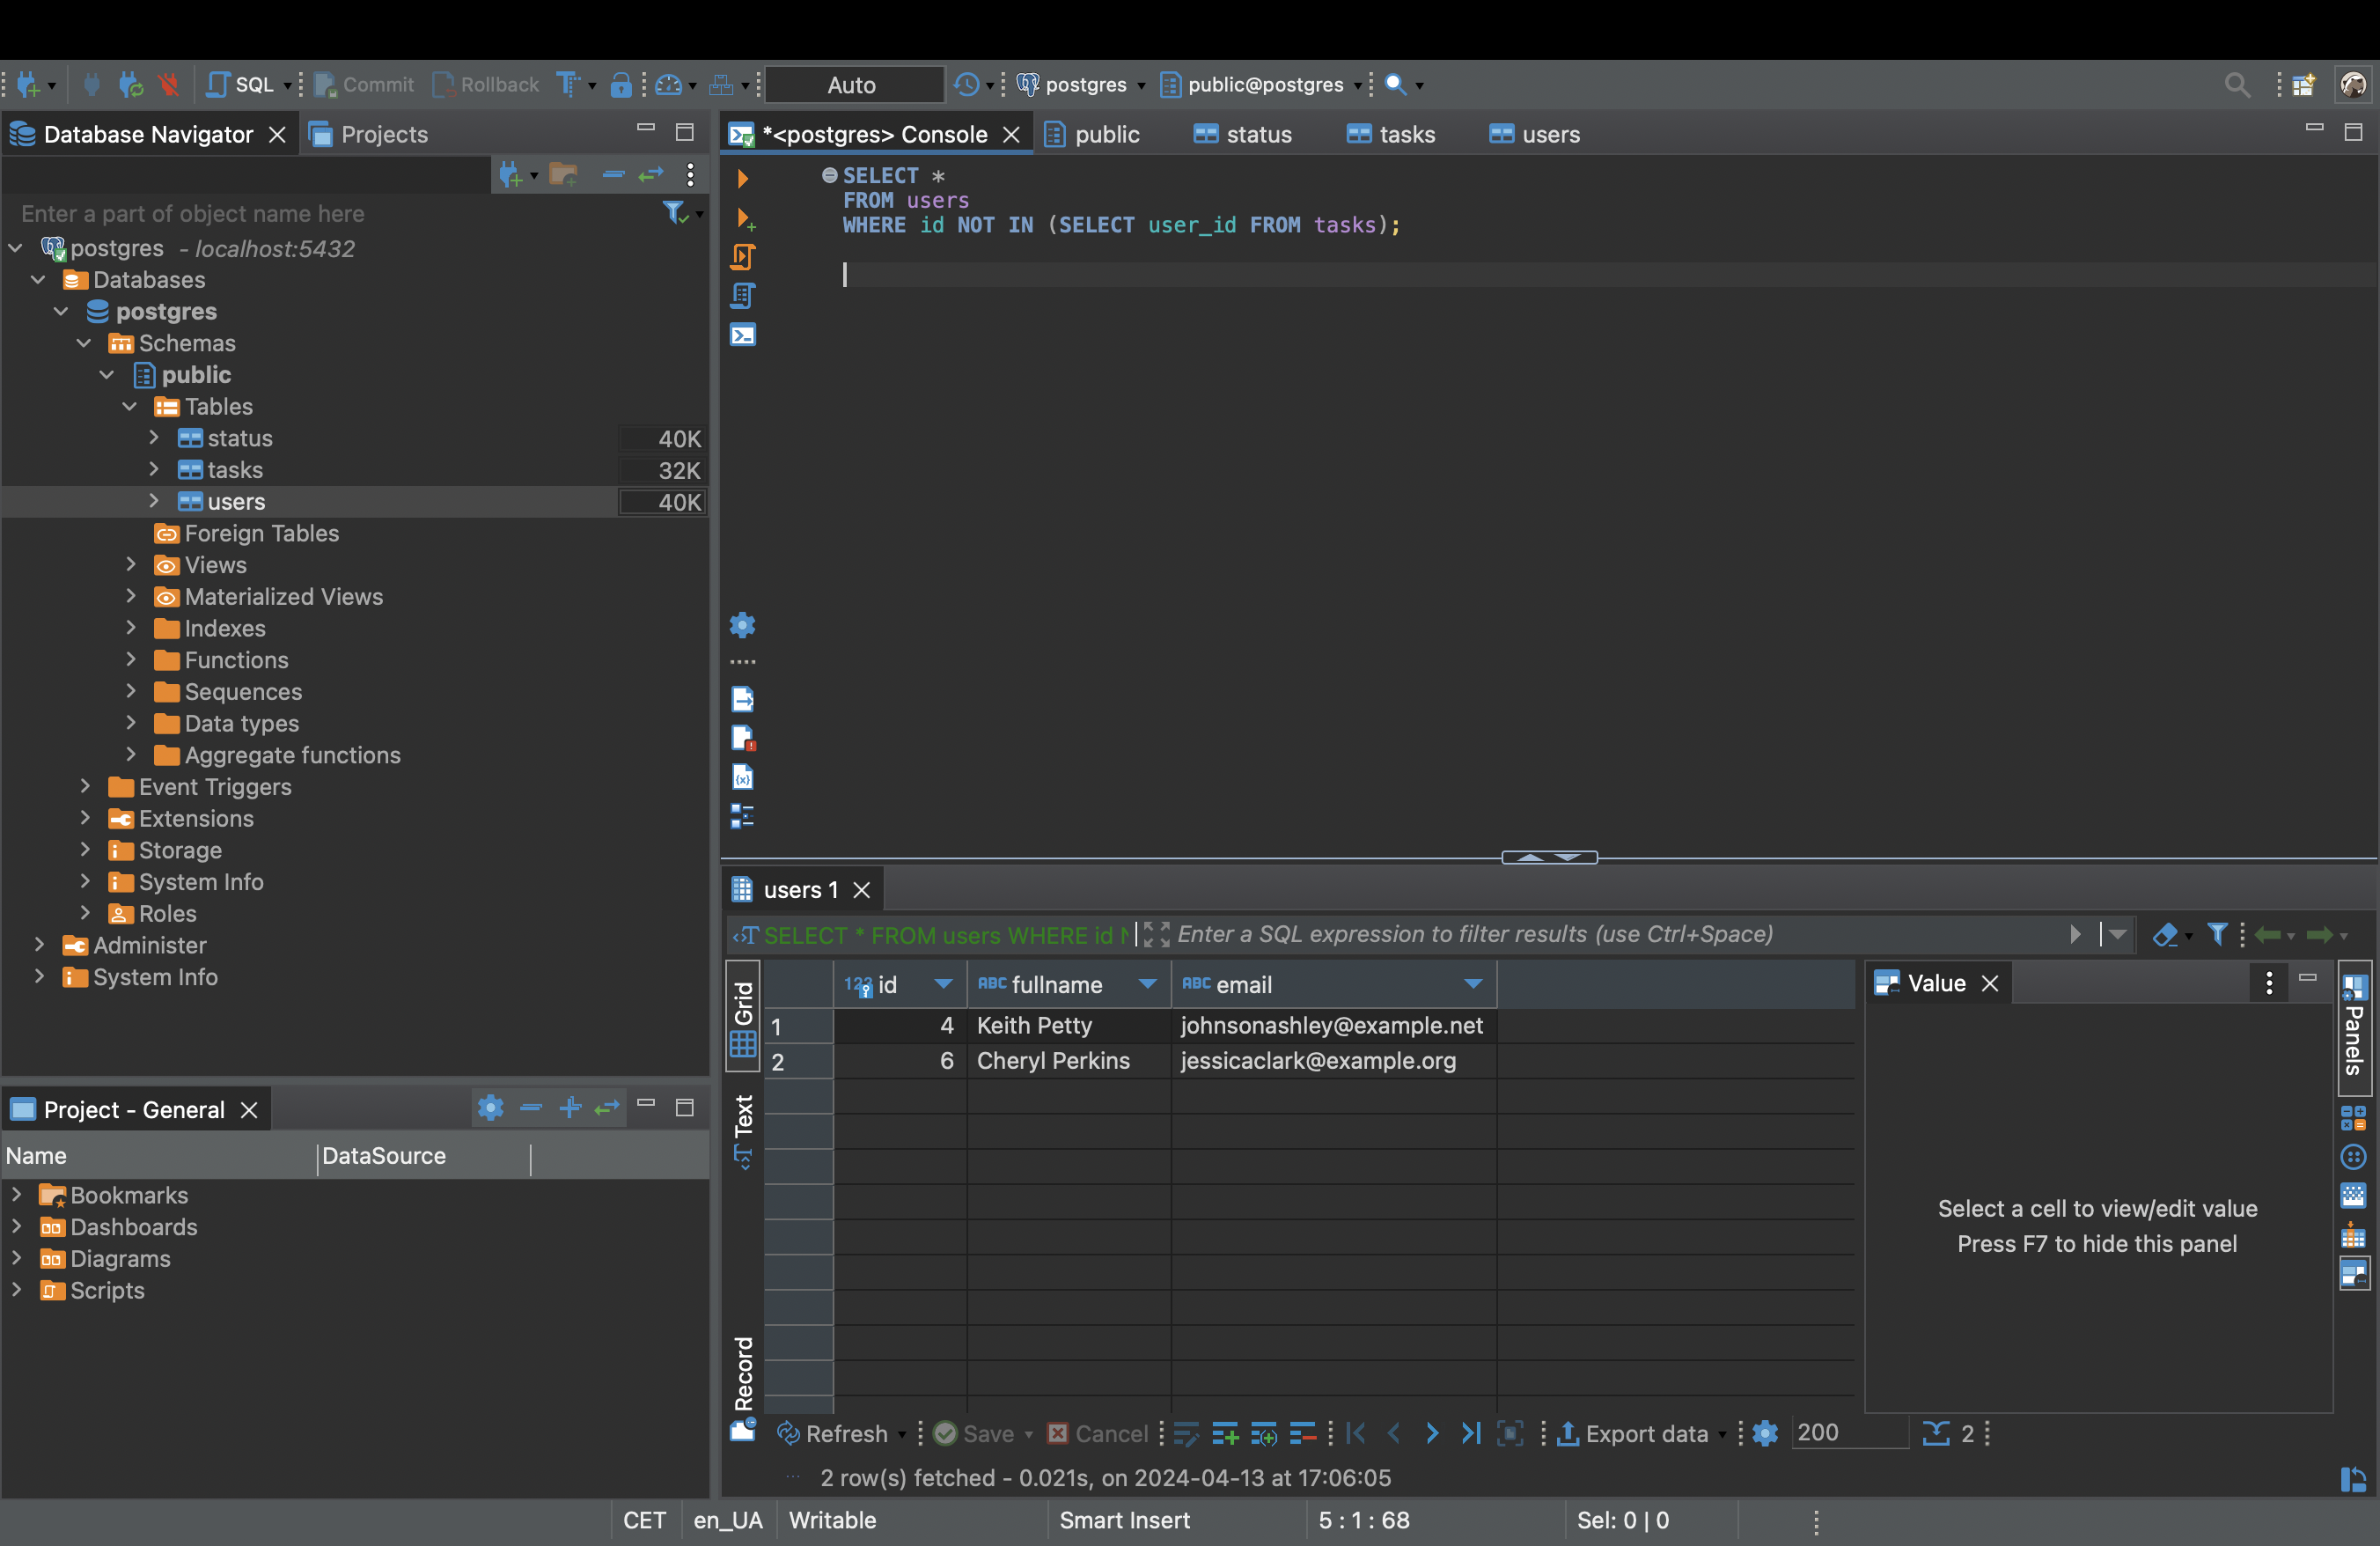 SQL Commit Rollback Auto postgres public@postgres
Database Navigator Projects
Enter a part of object name here
postgres - localhost:5432
Databases
postgres
Schemas
public
Tables
status 40K
tasks 32K
users 40K
Foreign Tables
Views
Materialized Views
Indexes
Functions
Sequences
Data types
Aggregate functions
Event Triggers
Extensions
Storage
System Info
Roles
Administer
System Info
Project - General
Name DataSource
Bookmarks
Dashboards
Diagrams
Scripts
*<postgres> Console public status tasks users
SELECT *
FROM users
WHERE id NOT IN (SELECT user_id FROM tasks);
users 1
SELECT * FROM users WHERE id N Enter a SQL expression to filter results (use Ctrl+Space)
Grid
Text
Record
123 id ABC fullname ABC email
1 4 Keith Petty johnsonashley@example.net
2 6 Cheryl Perkins jessicaclark@example.org
Value
Select a cell to view/edit value
Press F7 to hide this panel
Panels
Refresh Save Cancel Export data 200 2
2 row(s) fetched - 0.021s, on 2024-04-13 at 17:06:05
CET en_UA Writable Smart Insert 5 : 1 : 68 Sel: 0 | 0